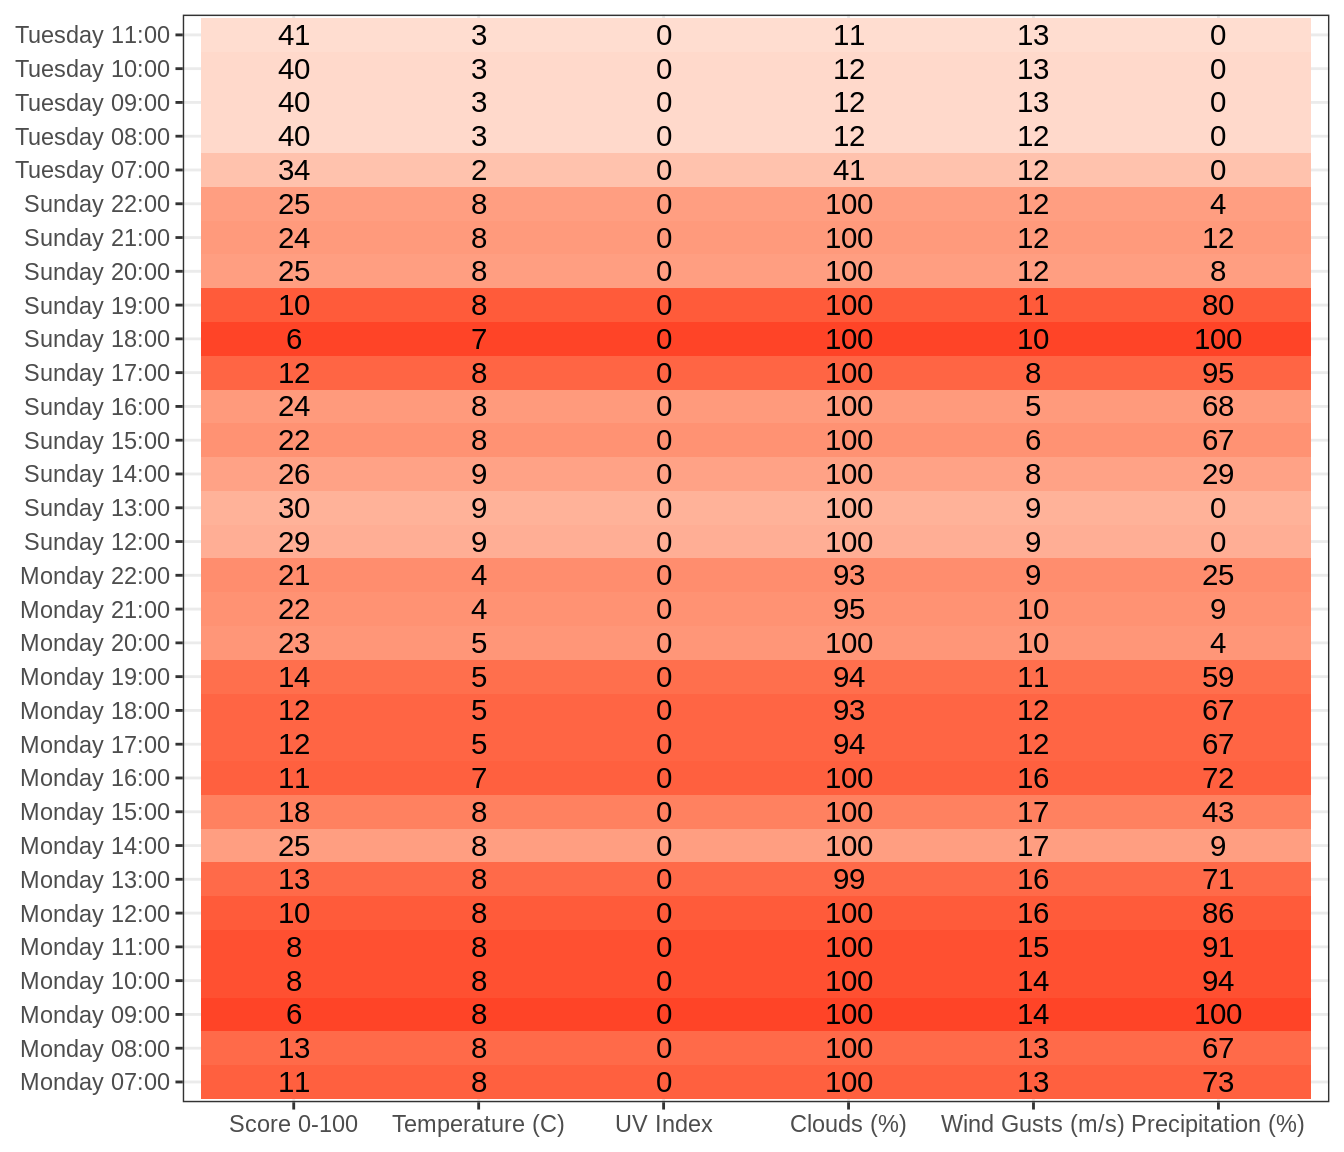 Tuesday 11:00 41 3 0 11 13 0
Tuesday 10:00 40 3 0 12 13 0
Tuesday 09:00 40 3 0 12 13 0
Tuesday 08:00 40 3 0 12 12 0
Tuesday 07:00 34 2 0 41 12 0
Sunday 22:00 25 8 0 100 12 4
Sunday 21:00 24 8 0 100 12 12
Sunday 20:00 25 8 0 100 12 8
Sunday 19:00 10 8 0 100 11 80
Sunday 18:00 6 7 0 100 10 100
Sunday 17:00 12 8 0 100 8 95
Sunday 16:00 24 8 0 100 5 68
Sunday 15:00 22 8 0 100 6 67
Sunday 14:00 26 9 0 100 8 29
Sunday 13:00 30 9 0 100 9 0
Sunday 12:00 29 9 0 100 9 0
Monday 22:00 21 4 0 93 9 25
Monday 21:00 22 4 0 95 10 9
Monday 20:00 23 5 0 100 10 4
Monday 19:00 14 5 0 94 11 59
Monday 18:00 12 5 0 93 12 67
Monday 17:00 12 5 0 94 12 67
Monday 16:00 11 7 0 100 16 72
Monday 15:00 18 8 0 100 17 43
Monday 14:00 25 8 0 100 17 9
Monday 13:00 13 8 0 99 16 71
Monday 12:00 10 8 0 100 16 86
Monday 11:00 8 8 0 100 15 91
Monday 10:00 8 8 0 100 14 94
Monday 09:00 6 8 0 100 14 100
Monday 08:00 13 8 0 100 13 67
Monday 07:00 11 8 0 100 13 73
Score 0-100 Temperature (C) UV Index Clouds (%) Wind Gusts (m/s) Precipitation (%)